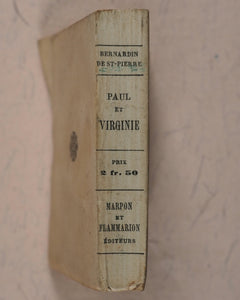 BERNARDIN
DE ST-PIERRE
PAUL
ET
VIRGINIE
PRIX
2 fr. 50
MARPON
ET
FLAMMARION
ÉDITEURS